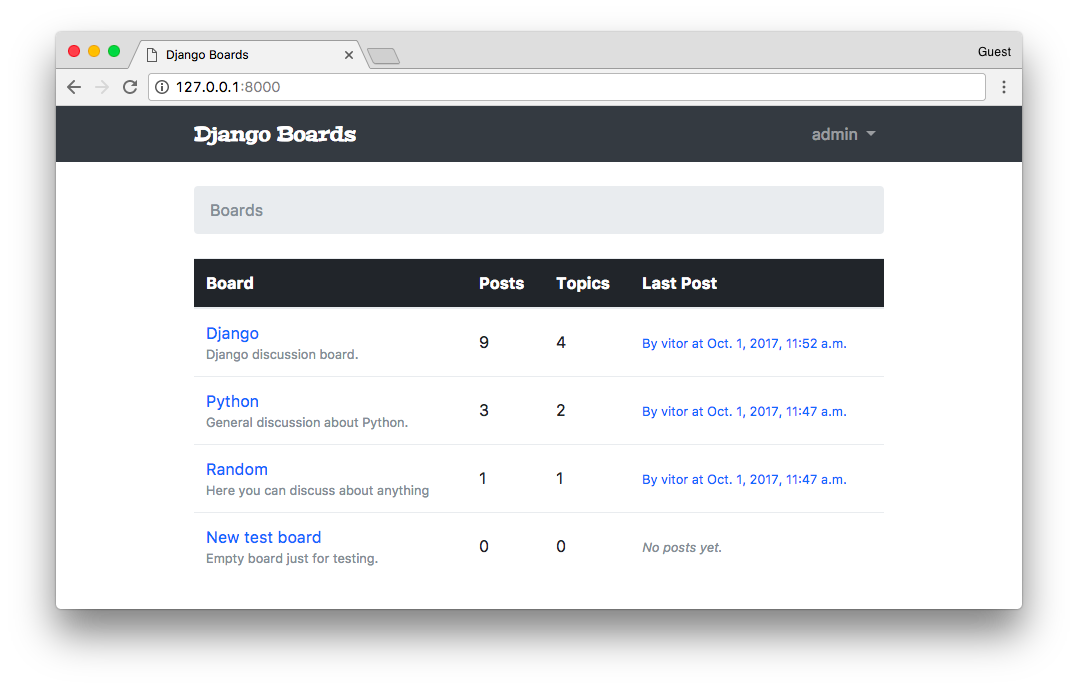 Django Boards
Guest
127.0.0.1:8000
Django Boards
admin
Boards
Board Posts Topics Last Post
Django
Django discussion board.
9 4 By vitor at Oct. 1, 2017, 11:52 a.m.
Python
General discussion about Python.
3 2 By vitor at Oct. 1, 2017, 11:47 a.m.
Random
Here you can discuss about anything
1 1 By vitor at Oct. 1, 2017, 11:47 a.m.
New test board
Empty board just for testing.
0 0 No posts yet.